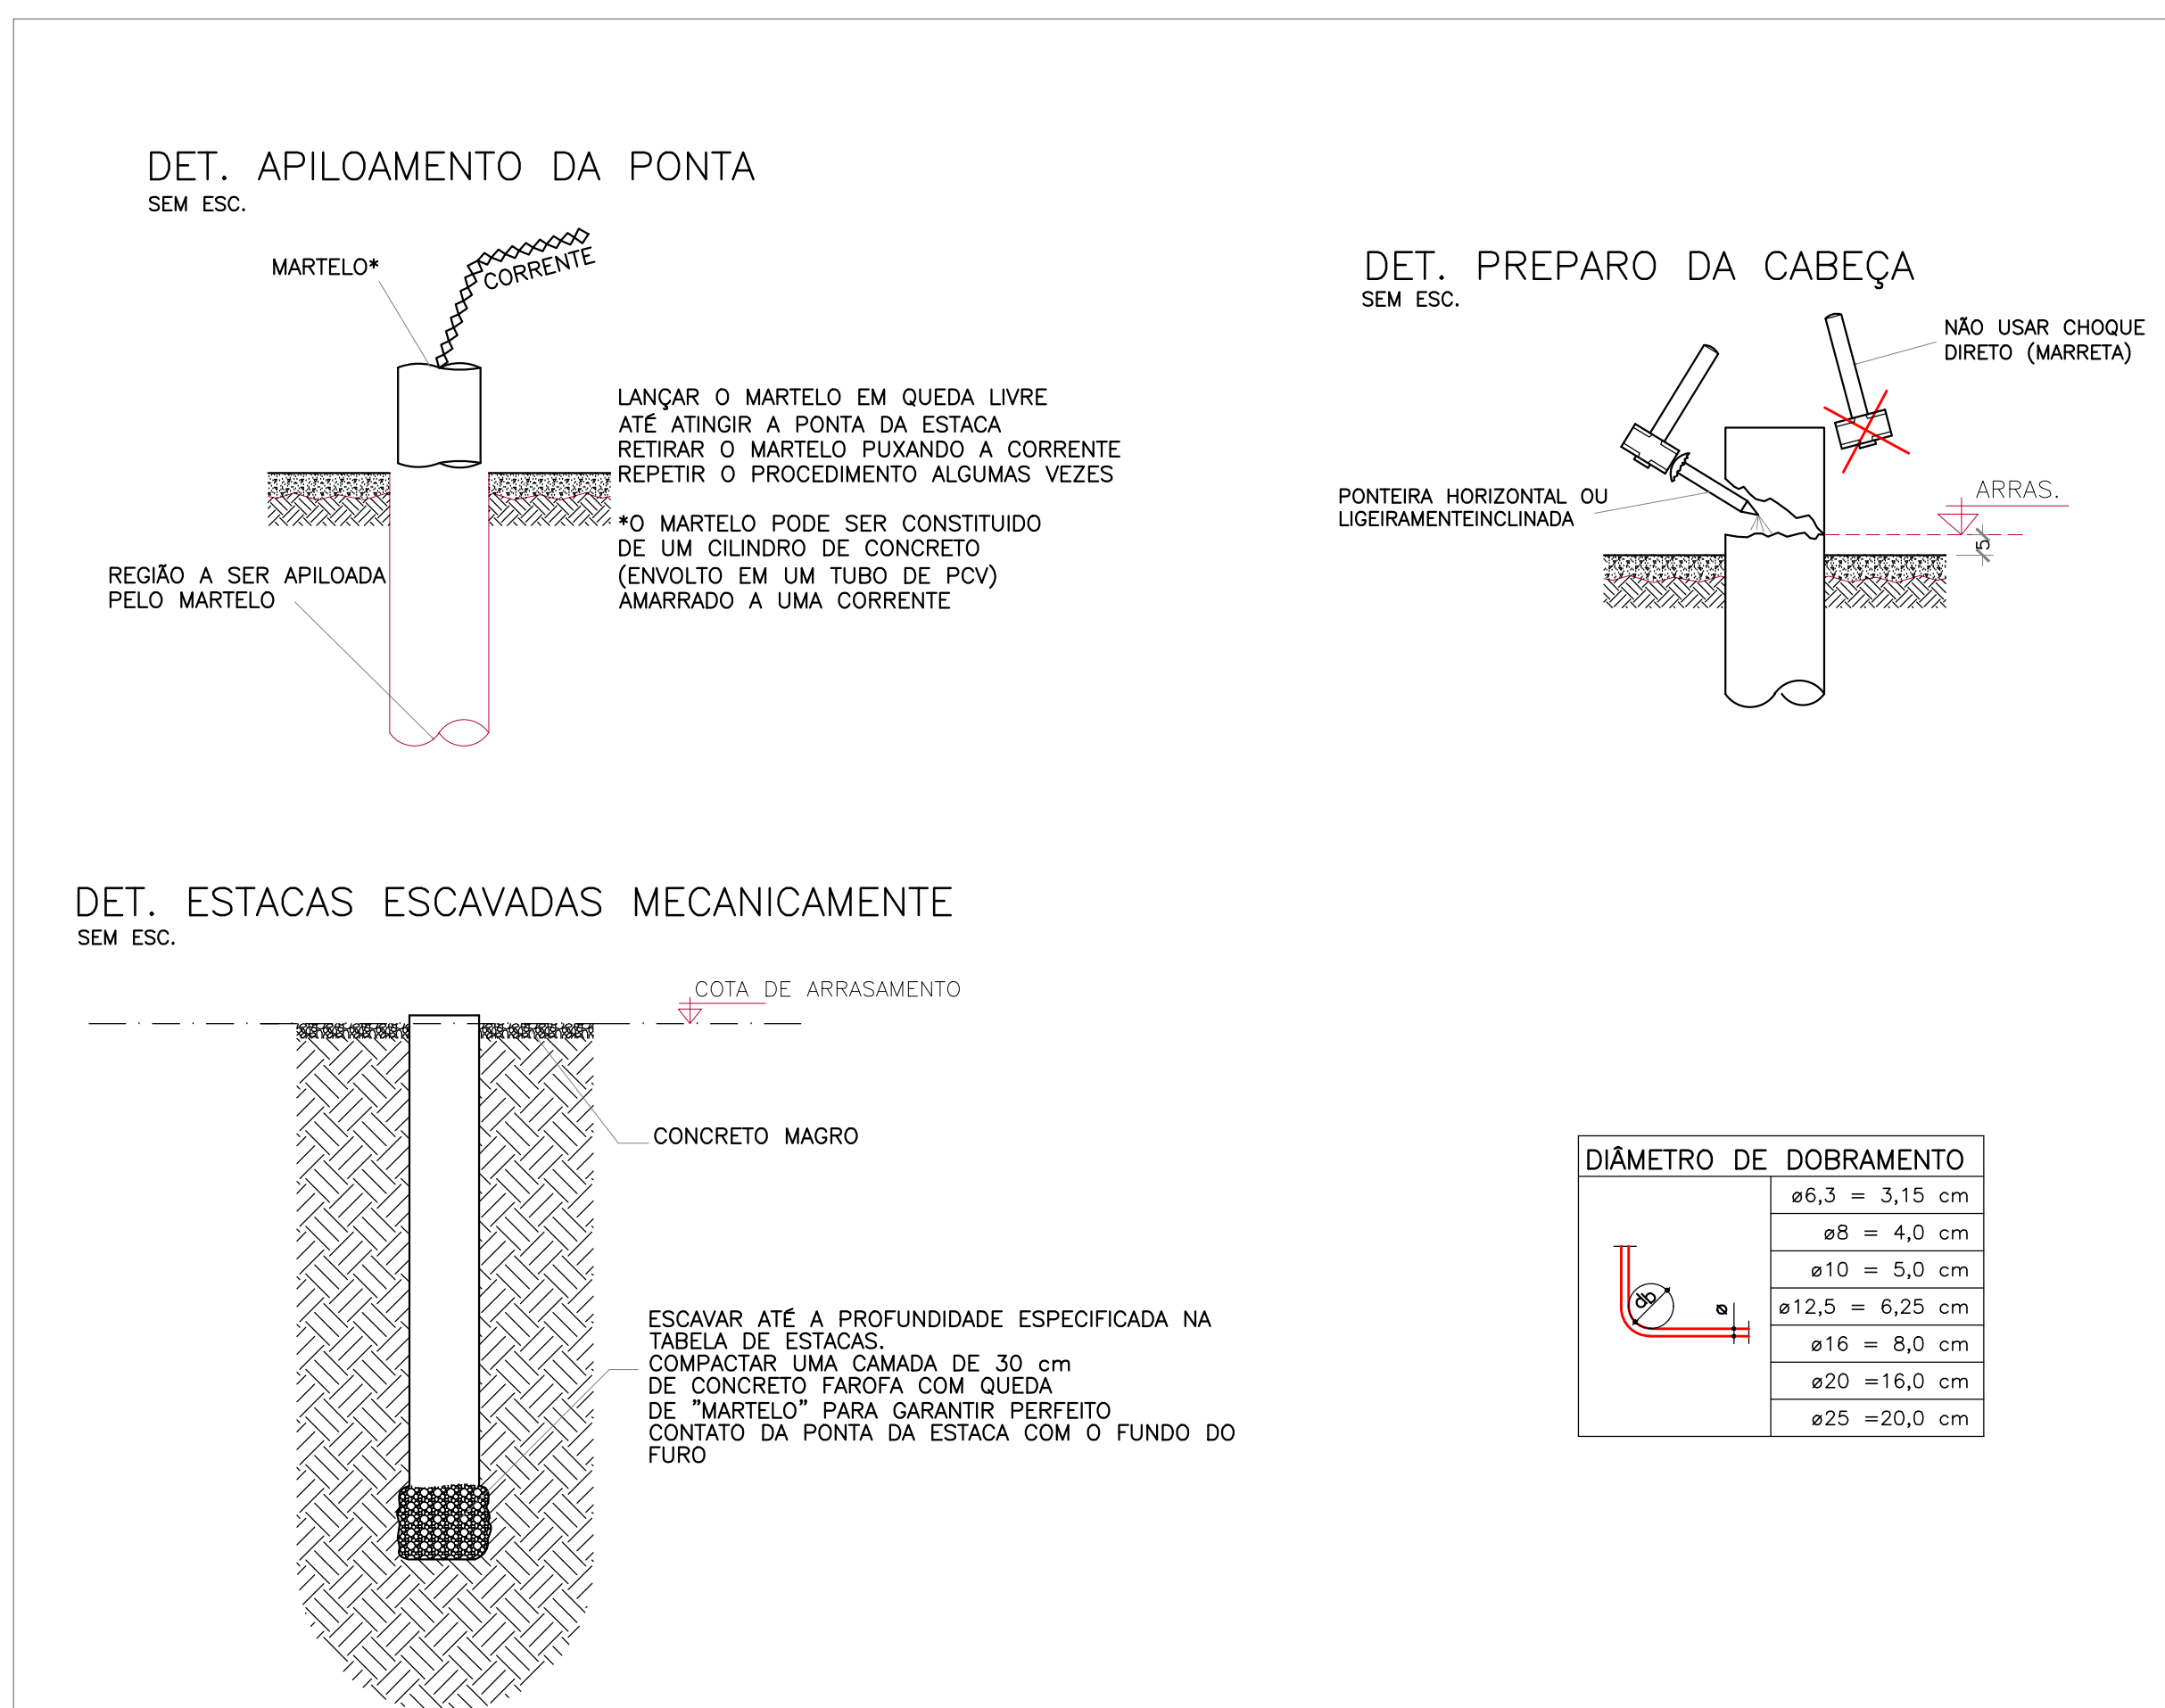 DET. APILOAMENTO DA PONTA
SEM ESC.
MARTELO*
CORRENTE
LANÇAR O MARTELO EM QUEDA LIVRE
ATÉ ATINGIR A PONTA DA ESTACA
RETIRAR O MARTELO PUXANDO A CORRENTE
REPETIR O PROCEDIMENTO ALGUMAS VEZES
*O MARTELO PODE SER CONSTITUIDO
DE UM CILINDRO DE CONCRETO
(ENVOLTO EM UM TUBO DE PCV)
AMARRADO A UMA CORRENTE
REGIÃO A SER APILOADA
PELO MARTELO
DET. PREPARO DA CABEÇA
SEM ESC.
NÃO USAR CHOQUE
DIRETO (MARRETA)
PONTEIRA HORIZONTAL OU
LIGEIRAMENTEINCLINADA
ARRAS.
5
DET. ESTACAS ESCAVADAS MECANICAMENTE
SEM ESC.
COTA DE ARRASAMENTO
CONCRETO MAGRO
ESCAVAR ATÉ A PROFUNDIDADE ESPECIFICADA NA
TABELA DE ESTACAS.
COMPACTAR UMA CAMADA DE 30 cm
DE CONCRETO FAROFA COM QUEDA
DE "MARTELO" PARA GARANTIR PERFEITO
CONTATO DA PONTA DA ESTACA COM O FUNDO DO
FURO
DIÂMETRO DE DOBRAMENTO
db
ø
ø6,3 = 3,15 cm
ø8 = 4,0 cm
ø10 = 5,0 cm
ø12,5 = 6,25 cm
ø16 = 8,0 cm
ø20 =16,0 cm
ø25 =20,0 cm